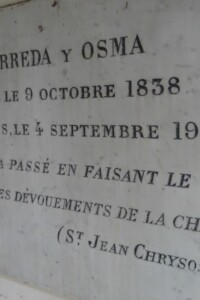 RREDA Y OSMA
LE 9 OCTOBRE 1838
S, LE 4 SEPTEMBRE 19
A PASSÉ EN FAISANT LE
ES DÉVOUEMENTS DE LA CH
(ST. JEAN CHRYSO